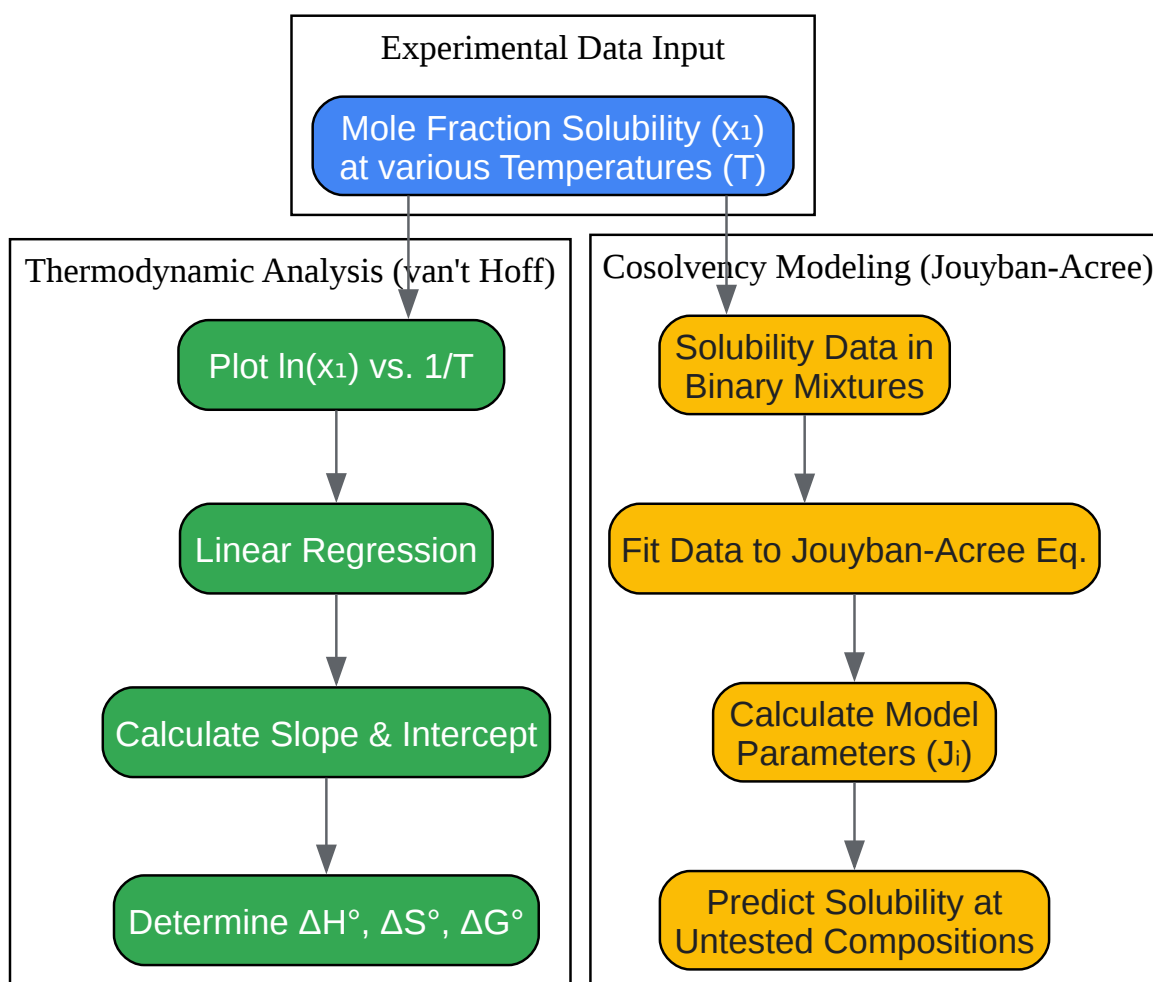 Experimental Data Input
Mole Fraction Solubility (x₁)
at various Temperatures (T)
Thermodynamic Analysis (van't Hoff)
Plot ln(x₁) vs. 1/T
Linear Regression
Calculate Slope & Intercept
Determine ΔH°, ΔS°, ΔG°
Cosolvency Modeling (Jouyban-Acree)
Solubility Data in
Binary Mixtures
Fit Data to Jouyban-Acree Eq.
Calculate Model
Parameters (Jᵢ)
Predict Solubility at
Untested Compositions